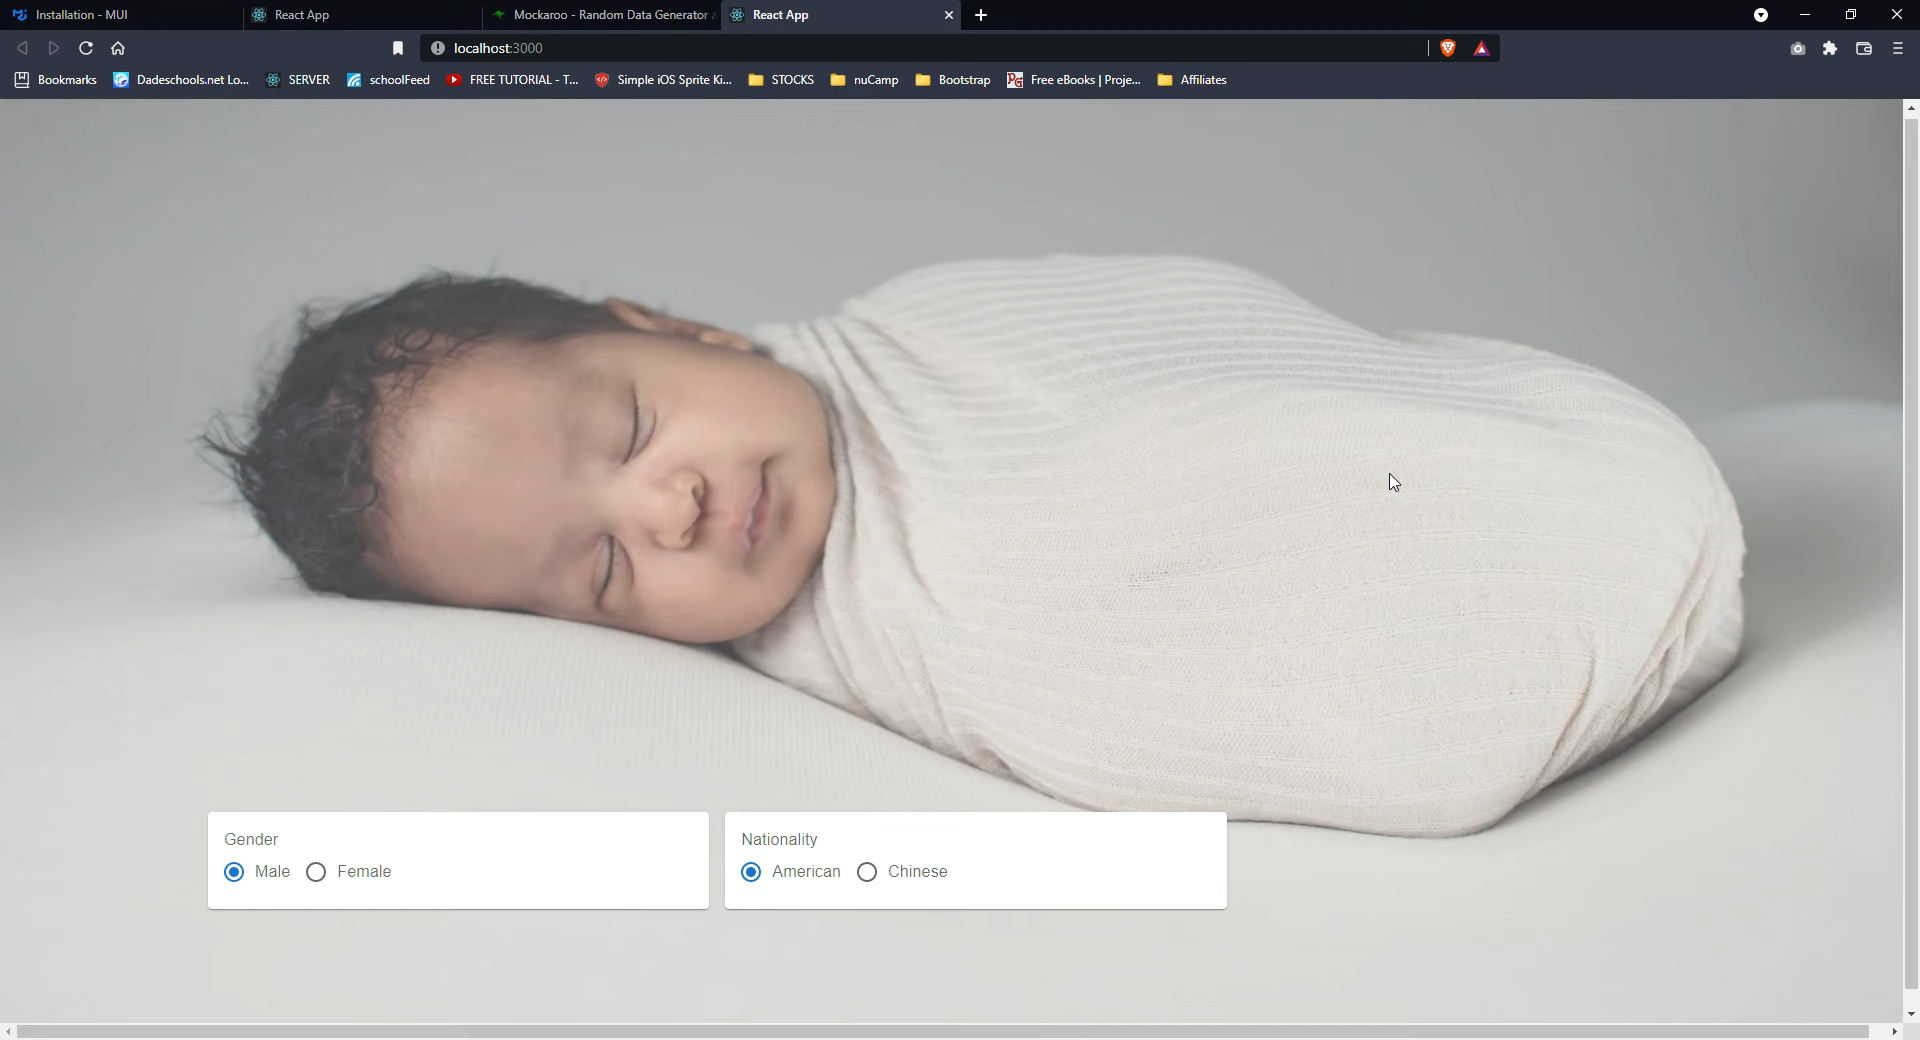 Installation - MUI
React App
Mockaroo - Random Data Generator a
React App
localhost:3000
Bookmarks
Dadeschools.net Lo...
SERVER
schoolFeed
FREE TUTORIAL - T...
Simple iOS Sprite Ki...
STOCKS
nuCamp
Bootstrap
PG
Free eBooks | Proje...
Affiliates
Gender
Male
Female
Nationality
American
Chinese